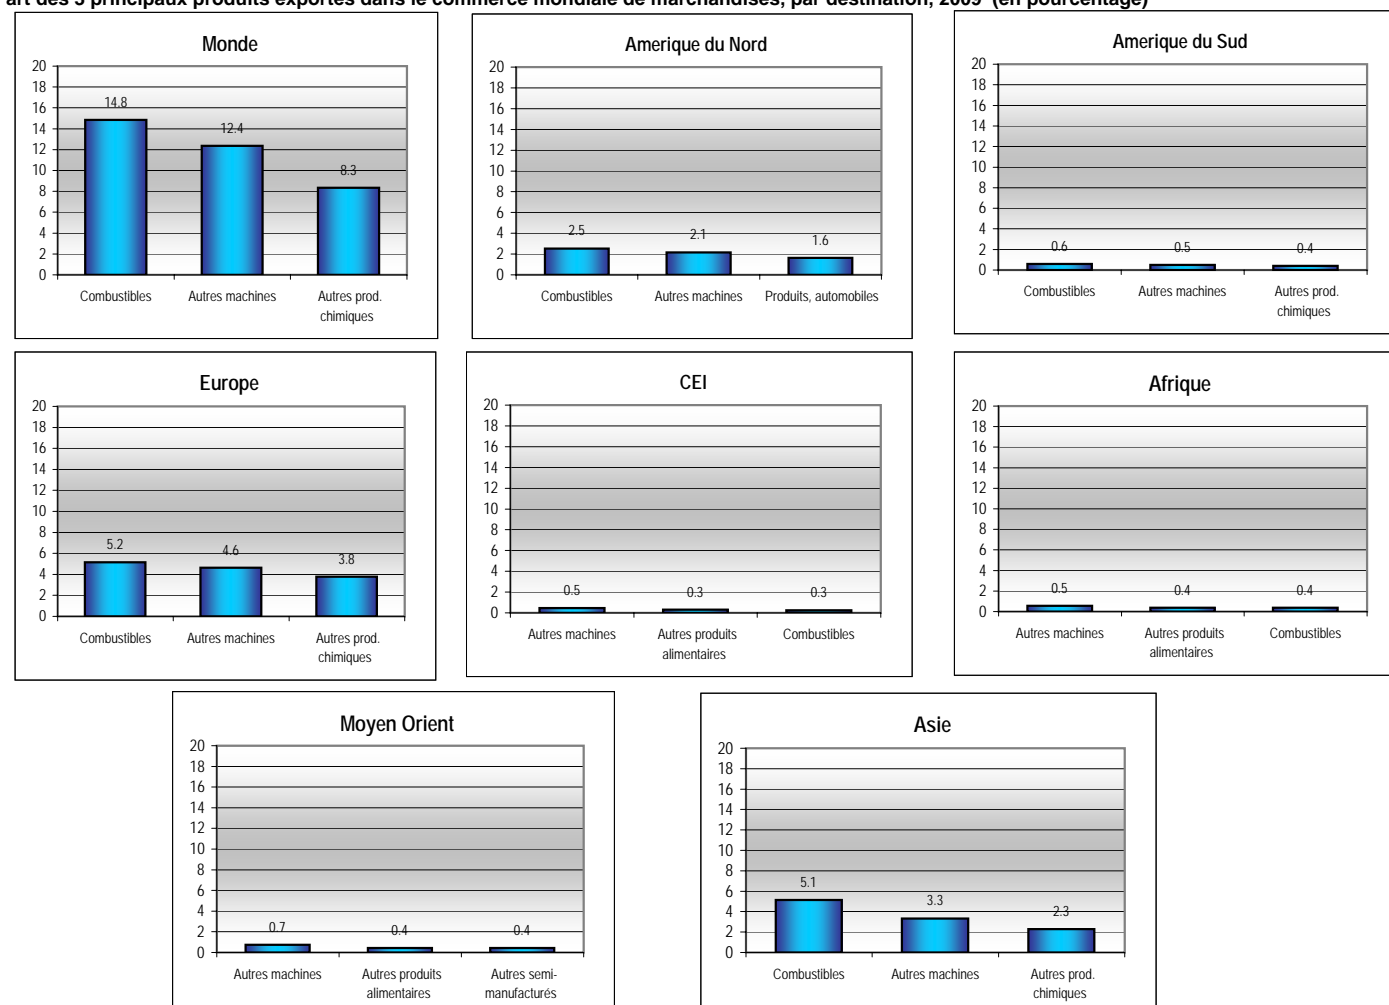 art des 3 principaux produits exportés dans le commerce mondiale de marchandises, par destination, 2009 (en pourcentage)
Monde
20
18
16
14
12
10
8
6
4
2
0
14.8
12.4
8.3
Combustibles
Autres machines
Autres prod.
chimiques
Amerique du Nord
20
18
16
14
12
10
8
6
4
2
0
2.5
2.1
1.6
Combustibles
Autres machines
Produits, automobiles
Amerique du Sud
20
18
16
14
12
10
8
6
4
2
0
0.6
0.5
0.4
Combustibles
Autres machines
Autres prod.
chimiques
Europe
20
18
16
14
12
10
8
6
4
2
0
5.2
4.6
3.8
Combustibles
Autres machines
Autres prod.
chimiques
CEI
20
18
16
14
12
10
8
6
4
2
0
0.5
0.3
0.3
Autres machines
Autres produits
alimentaires
Combustibles
Afrique
20
18
16
14
12
10
8
6
4
2
0
0.5
0.4
0.4
Autres machines
Autres produits
alimentaires
Combustibles
Moyen Orient
20
18
16
14
12
10
8
6
4
2
0
0.7
0.4
0.4
Autres machines
Autres produits
alimentaires
Autres semi-
manufacturés
Asie
20
18
16
14
12
10
8
6
4
2
0
5.1
3.3
2.3
Combustibles
Autres machines
Autres prod.
chimiques